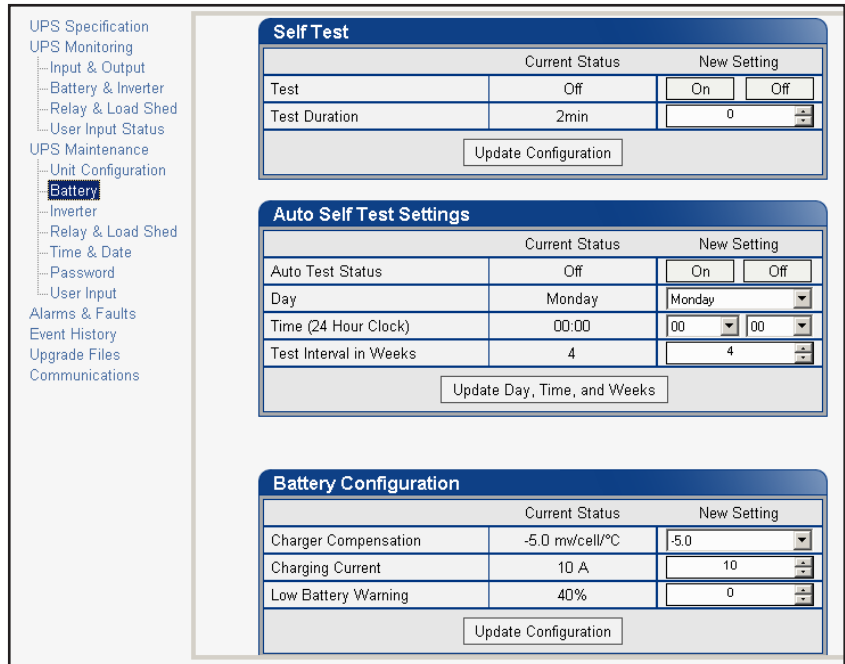 UPS Specification
UPS Monitoring
Input & Output
Battery & Inverter
Relay & Load Shed
User Input Status
UPS Maintenance
Unit Configuration
Battery
Inverter
Relay & Load Shed
Time & Date
Password
User Input
Alarms & Faults
Event History
Upgrade Files
Communications
Self Test
Current Status New Setting
Test Off On Off
Test Duration 2min 0
Update Configuration
Auto Self Test Settings
Current Status New Setting
Auto Test Status Off On Off
Day Monday Monday
Time (24 Hour Clock) 00:00 00 00
Test Interval in Weeks 4 4
Update Day, Time, and Weeks
Battery Configuration
Current Status New Setting
Charger Compensation -5.0 mv/cell/°C -5.0
Charging Current 10 A 10
Low Battery Warning 40% 0
Update Configuration